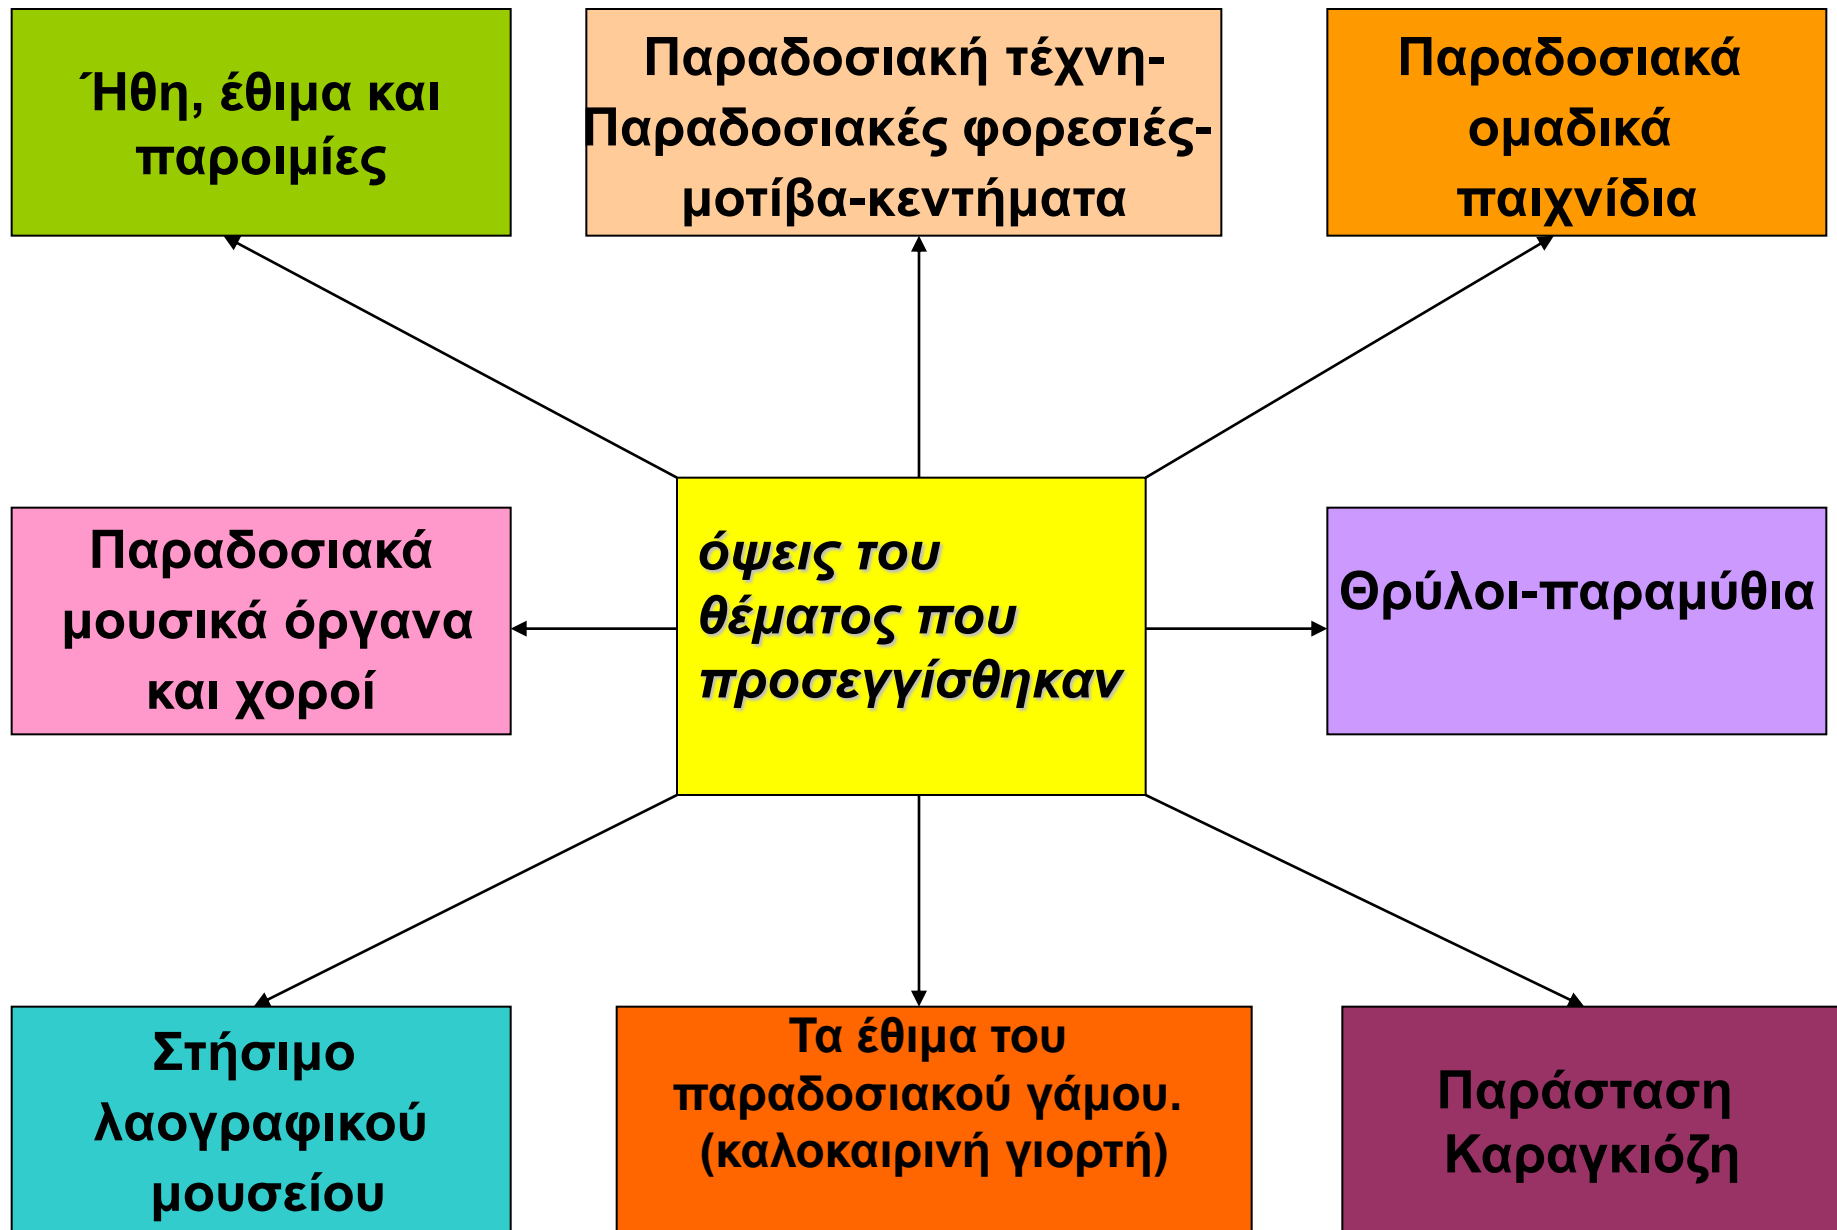 Ήθη, έθιμα και
παροιμίες
Παραδοσιακή τέχνη-
Παραδοσιακές φορεσιές-
μοτίβα-κεντήματα
Παραδοσιακά
ομαδικά
παιχνίδια
Παραδοσιακά
μουσικά όργανα
και χοροί
όψεις του
θέματος που
προσεγγίσθηκαν
Θρύλοι-παραμύθια
Στήσιμο
λαογραφικού
μουσείου
Τα έθιμα του
παραδοσιακού γάμου.
(καλοκαιρινή γιορτή)
Παράσταση
Καραγκιόζη